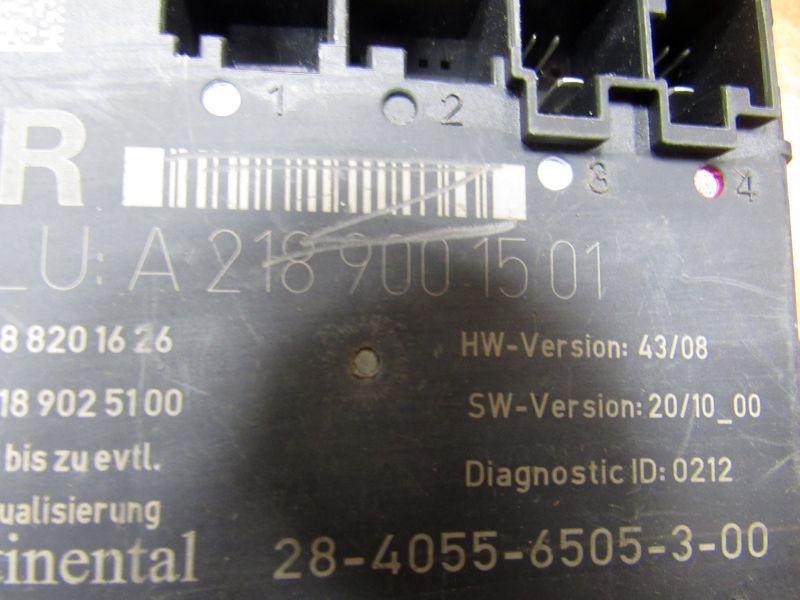 1 2
R
3 4
LU: A 218 900 15 01
8 820 16 26
HW-Version: 43/08
18 902 51 00
SW-Version: 20/10_00
bis zu evtl.
Diagnostic ID: 0212
ualisierung
tinental
28-4055-6505-3-00